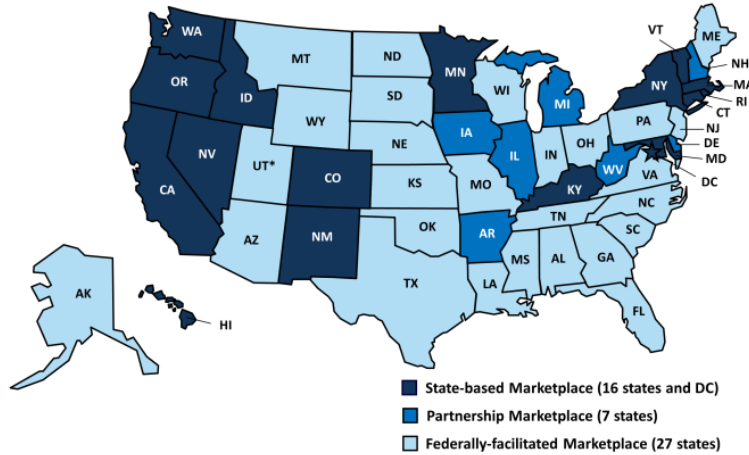 WA
MT
ND
MN
VT
ME
NH
OR
ID
SD
WI
MI
NY
MA
RI
CT
WY
IA
PA
NJ
NE
OH
DE
NV
UT*
CO
IL
IN
WV
MD
CA
KS
MO
KY
VA
DC
NC
AZ
NM
OK
AR
TN
SC
TX
MS
AL
GA
LA
AK
FL
HI
State-based Marketplace (16 states and DC)
Partnership Marketplace (7 states)
Federally-facilitated Marketplace (27 states)